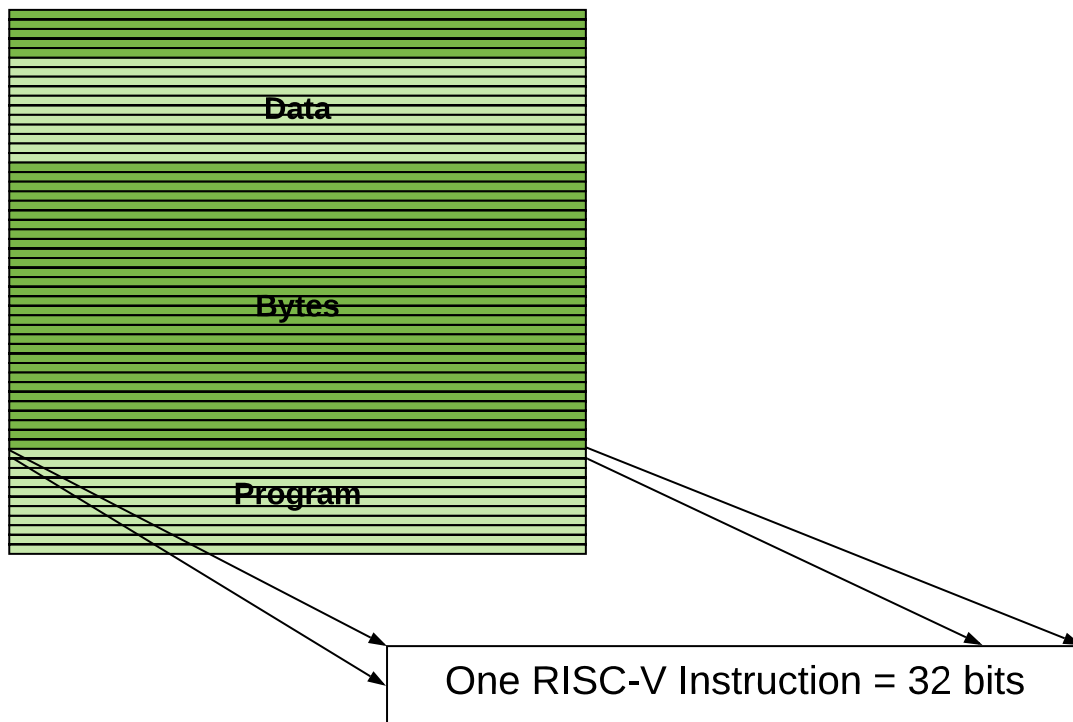 Data
Bytes
Program
One RISC-V Instruction = 32 bits